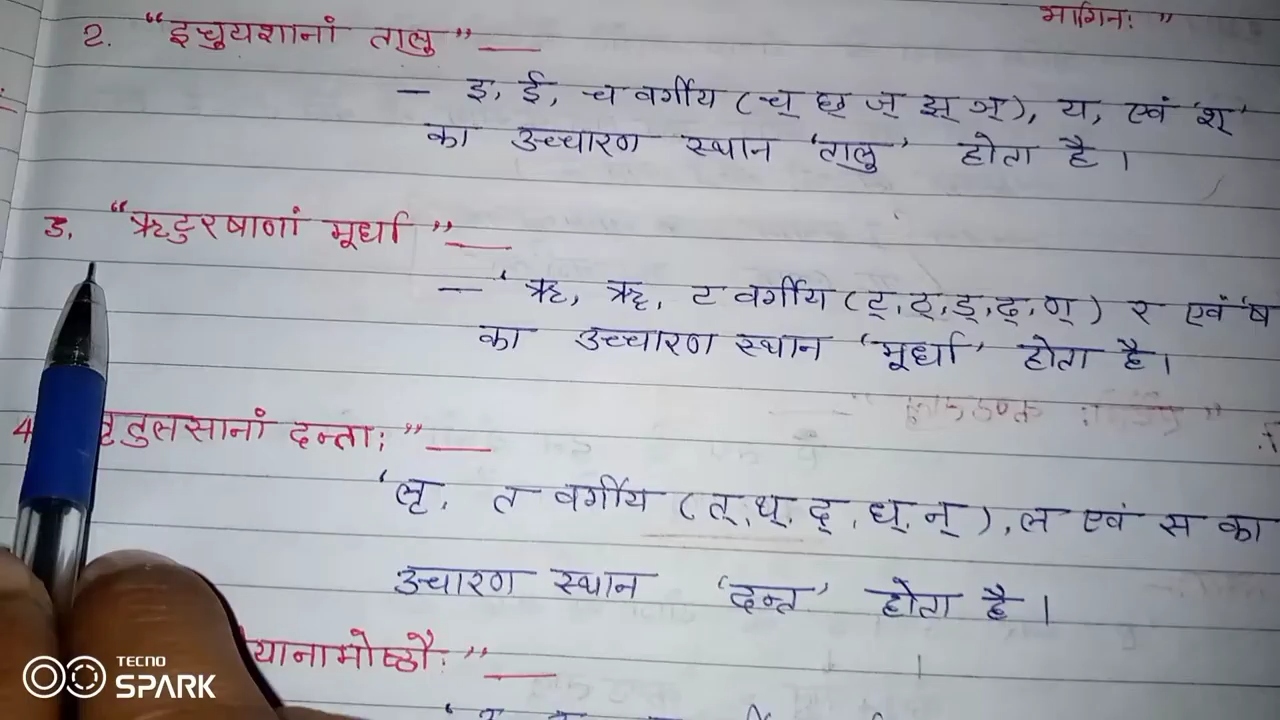 भागिनः ”
2. “इचुयशानां तालु” —
— इ, ई, च वर्गीय (च् छ् ज् झ् ञ्), य, एवं ‘श्’
का उच्चारण स्थान ‘तालु’ होता है।
3. “ऋटुरषाणां मूर्धा ” —
— ‘ ऋ, ॠ, ट वर्गीय (ट्, ठ्, ड्, ढ्, ण्) र एवं ‘ष
का उच्चारण स्थान ‘मूर्धा’ होता है।
4 लृतुलसानां दन्ताः ” —
‘लृ, त वर्गीय (त्, थ्, द्, ध्, न्), ल एवं स का
उचारण स्थान ‘दन्त’ होता है।
यानामोष्ठौः ” —
TECNO
SPARK